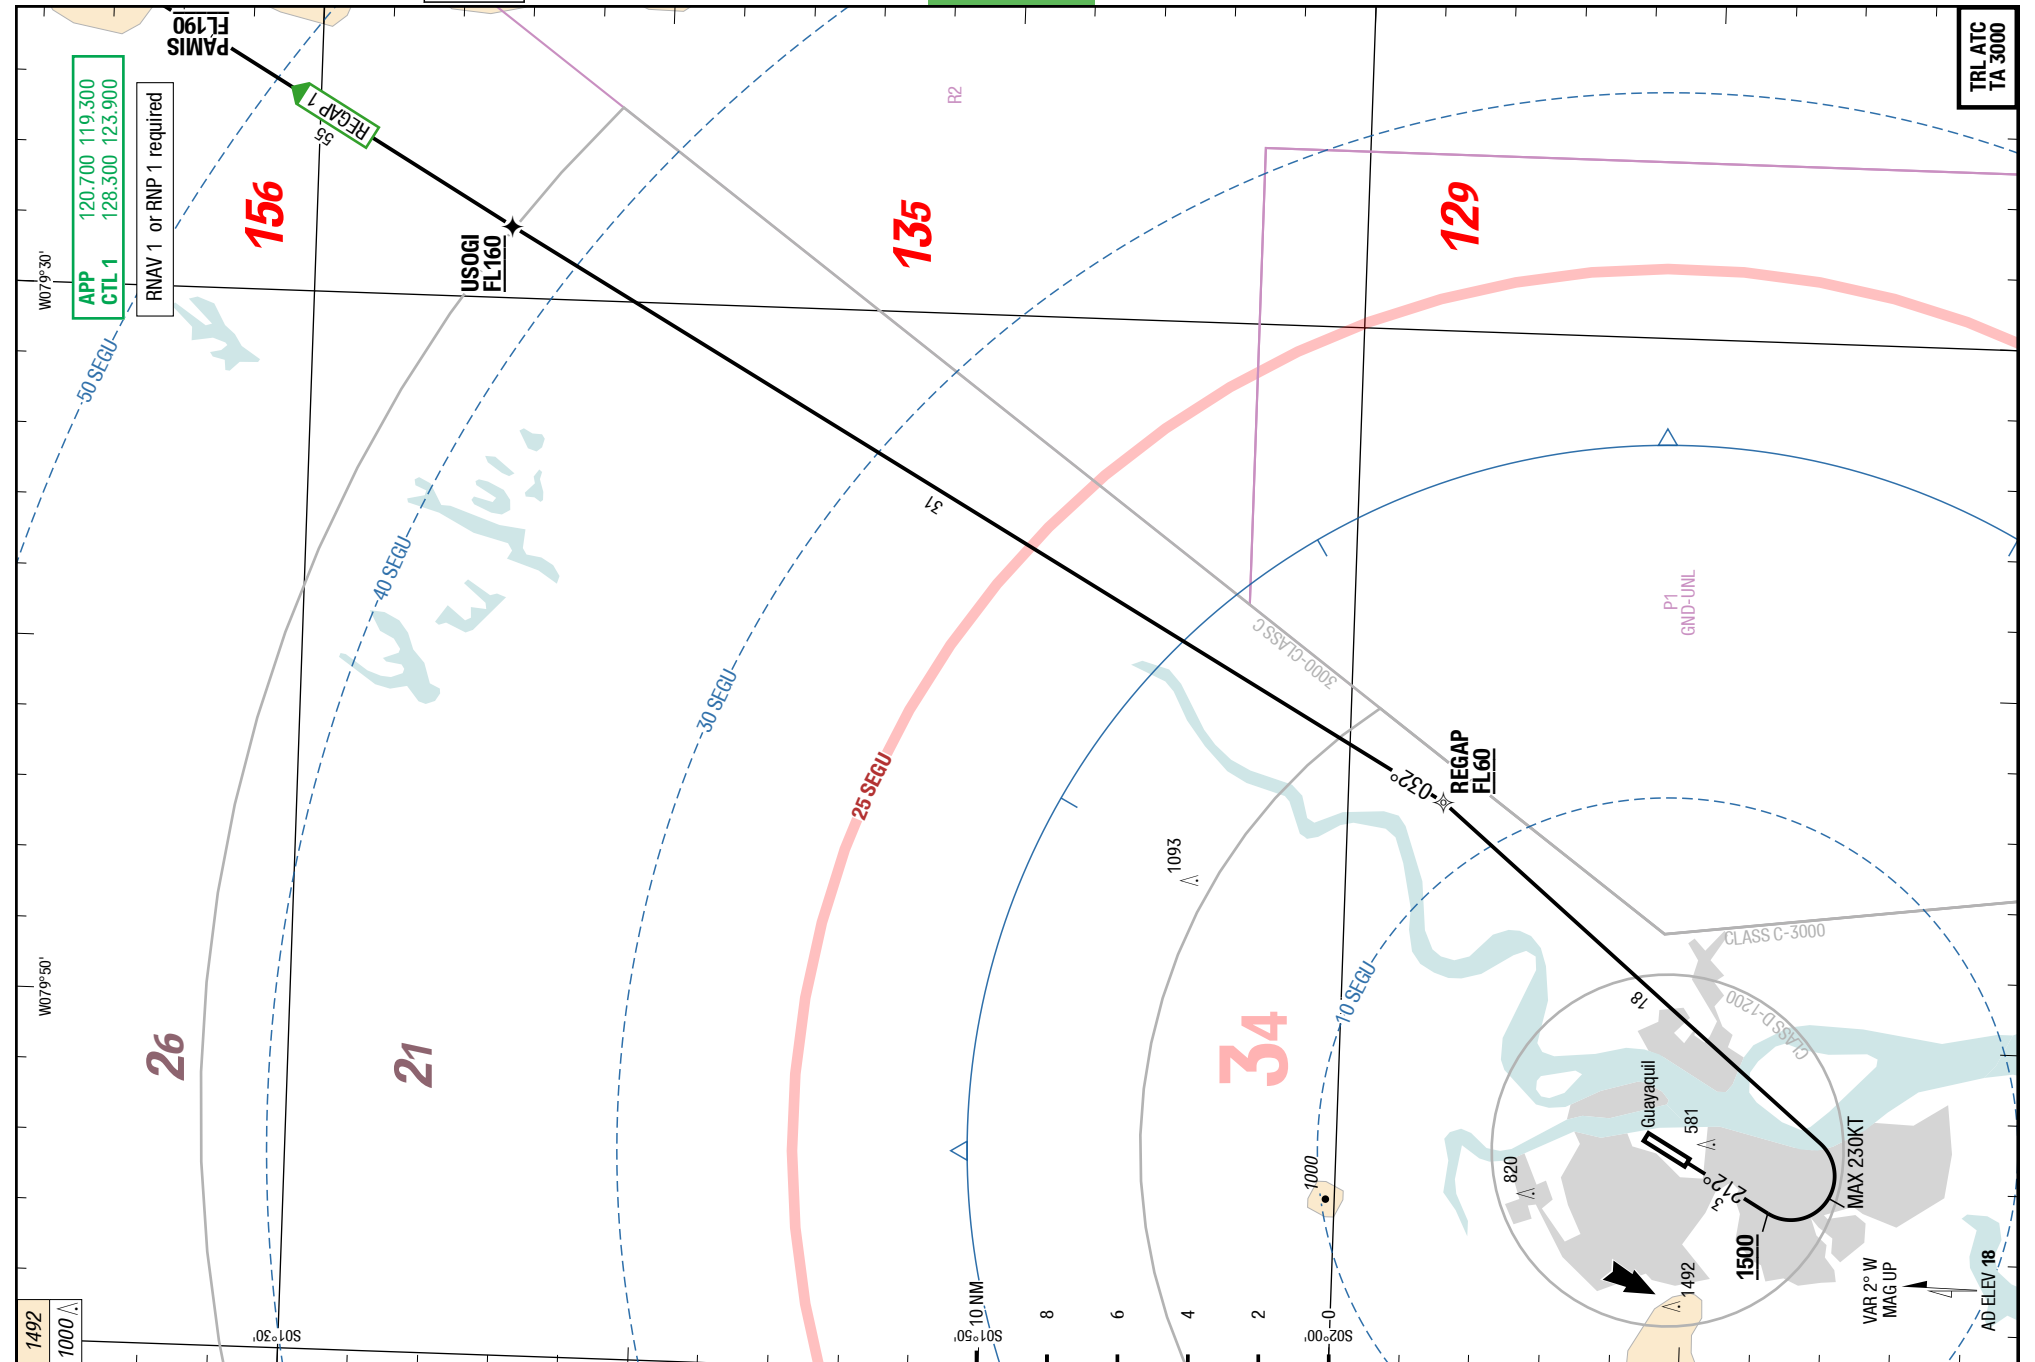 PAMIS
FL190
APP 120.700 119.300
CTL 1 128.300 123.900
RNAV 1 or RNP 1 required
REGAP 1
55
156
USOGI
FL160
R2
135
129
TRL ATC
TA 3000
W079°30'
50 SEGU
40 SEGU
30 SEGU
25 SEGU
10 SEGU
31
3000-CLASS C
P1
GND-UNL
032°
REGAP
FL60
1093
CLASS C-3000
18
CLASS D-1200
W079°50'
26
21
34
Guayaquil
581
820
1000
212°
3
MAX 230KT
1500
1492
VAR 2° W
MAG UP
AD ELEV 18
1492
1000
S01°30'
S01°50'
S02°00'
10 NM
8
6
4
2
0